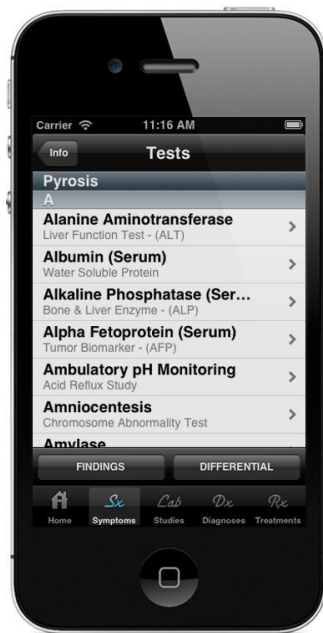 Carrier 11:16 AM
Info Tests
Pyrosis
A
Alanine Aminotransferase
Liver Function Test - (ALT)
Albumin (Serum)
Water Soluble Protein
Alkaline Phosphatase (Ser...
Bone & Liver Enzyme - (ALP)
Alpha Fetoprotein (Serum)
Tumor Biomarker - (AFP)
Ambulatory pH Monitoring
Acid Reflux Study
Amniocentesis
Chromosome Abnormality Test
Amylase
FINDINGS DIFFERENTIAL
Sx Lab Dx Rx
Home Symptoms Studies Diagnoses Treatments